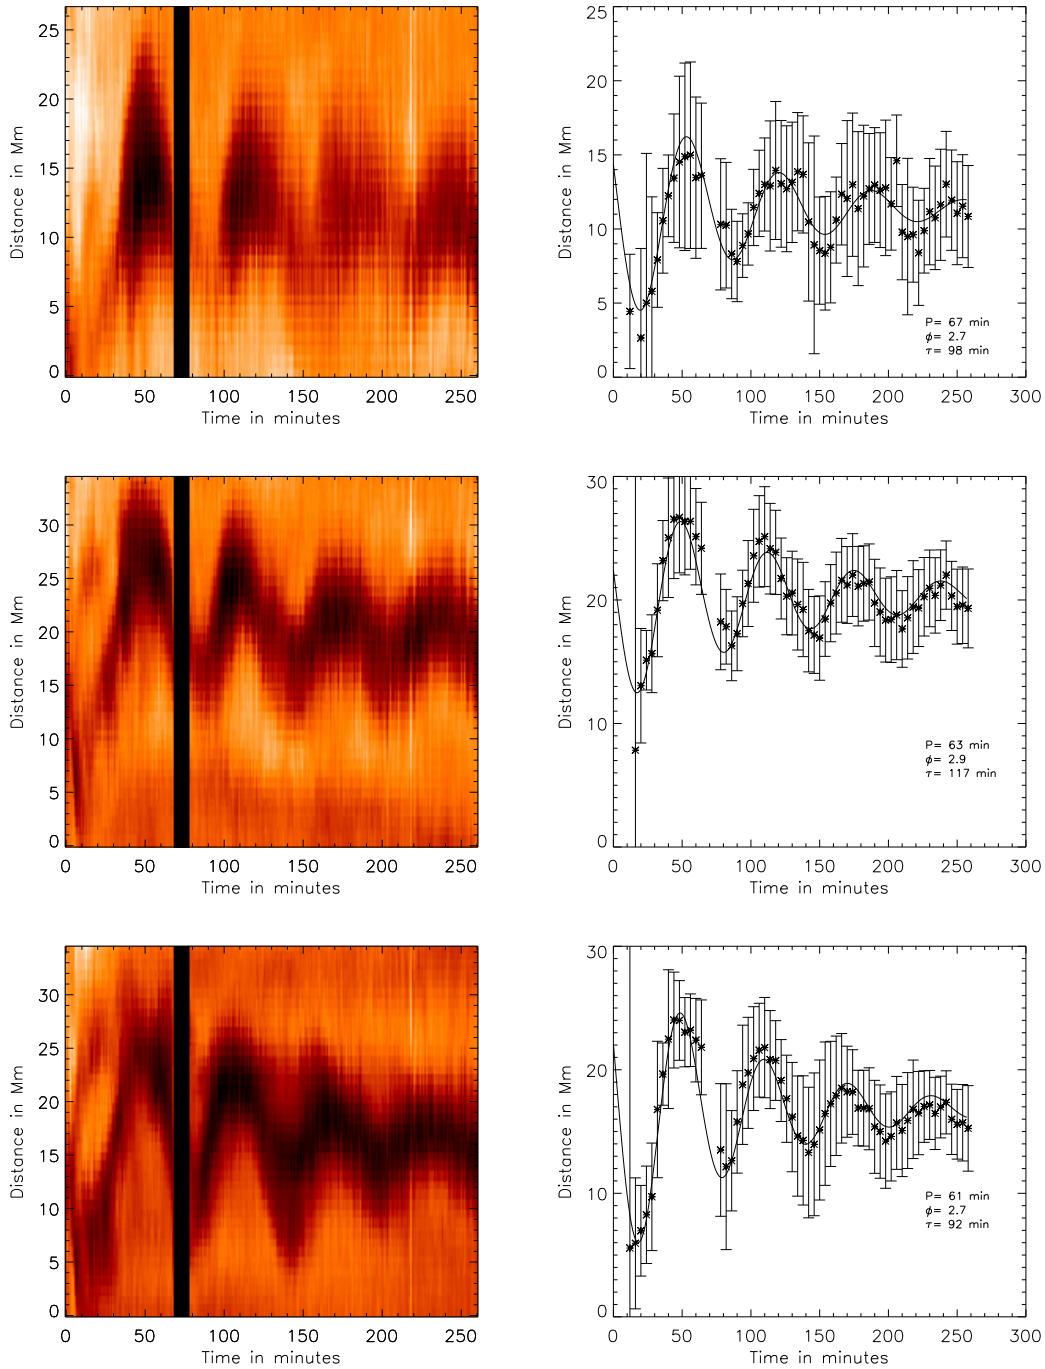 Distance in Mm
25
20
15
10
5
0
0 50 100 150 200 250
Time in minutes
Distance in Mm
25
20
15
10
5
0
P= 67 min
ϕ= 2.7
τ= 98 min
0 50 100 150 200 250 300
Time in minutes
Distance in Mm
30
25
20
15
10
5
0
0 50 100 150 200 250
Time in minutes
Distance in Mm
30
20
10
0
P= 63 min
ϕ= 2.9
τ= 117 min
0 50 100 150 200 250 300
Time in minutes
Distance in Mm
30
25
20
15
10
5
0
0 50 100 150 200 250
Time in minutes
Distance in Mm
30
20
10
0
P= 61 min
ϕ= 2.7
τ= 92 min
0 50 100 150 200 250 300
Time in minutes